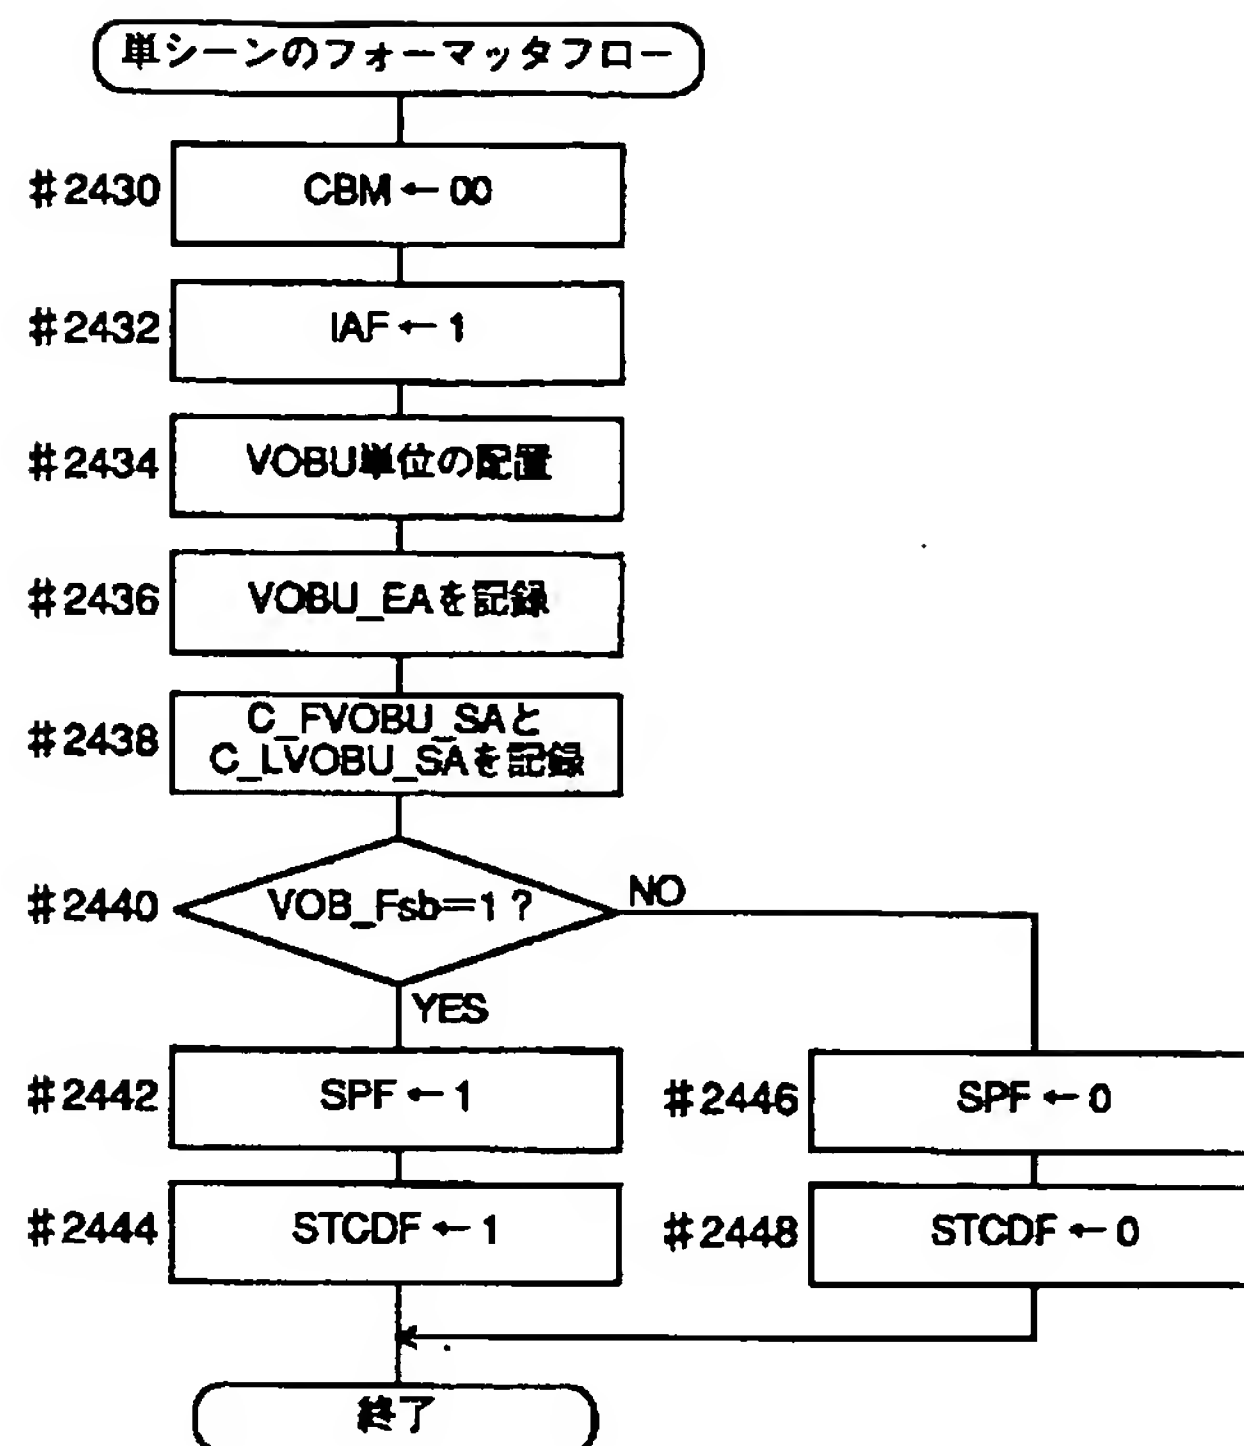 単シーンのフォーマッタフロー
#2430
CBM ← 00
#2432
IAF ← 1
#2434
VOBU単位の配置
#2436
VOBU_EAを記録
#2438
C_FVOBU_SAと
C_LVOBU_SAを記録
#2440
VOB_Fsb=1?
NO
YES
#2442
SPF ← 1
#2446
SPF ← 0
#2444
STCDF ← 1
#2448
STCDF ← 0
終了